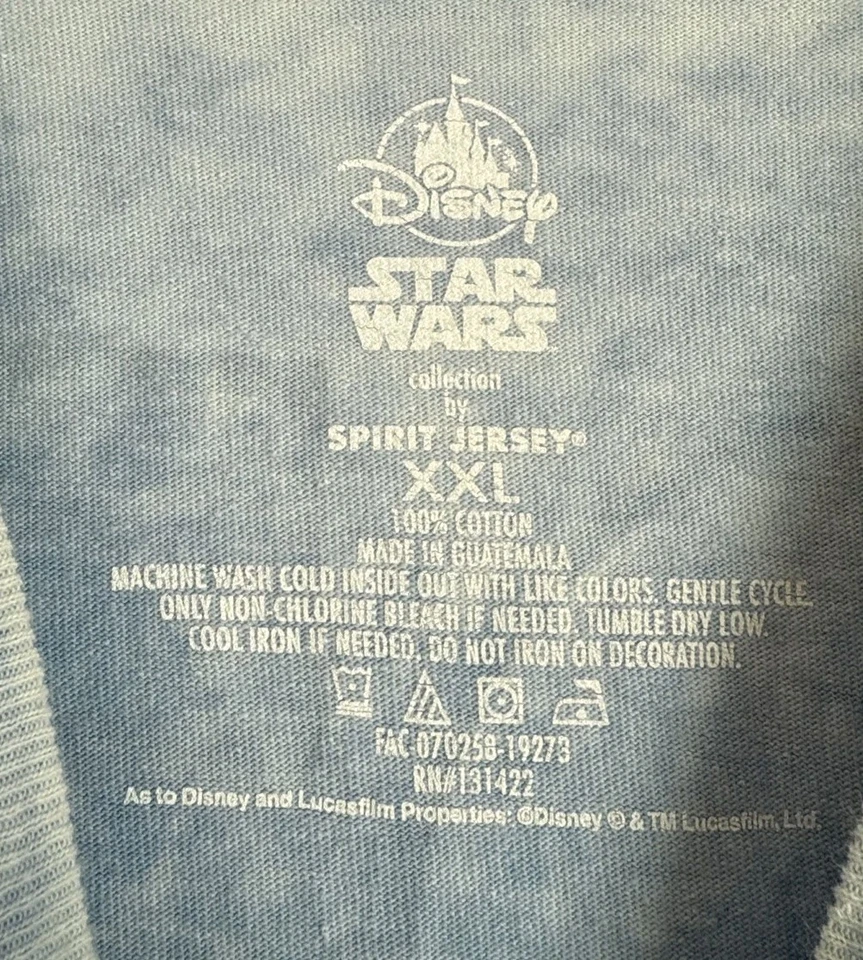 Disney
STAR
WARS
collection
by
SPIRIT JERSEY®
XXL
100% COTTON
MADE IN GUATEMALA
MACHINE WASH COLD INSIDE OUT WITH LIKE COLORS. GENTLE CYCLE.
ONLY NON-CHLORINE BLEACH IF NEEDED. TUMBLE DRY LOW.
COOL IRON IF NEEDED. DO NOT IRON ON DECORATION.
FAC-070258-19273
RN#131422
As to Disney and Lucasfilm Properties: ©Disney © & TM Lucasfilm, Ltd.